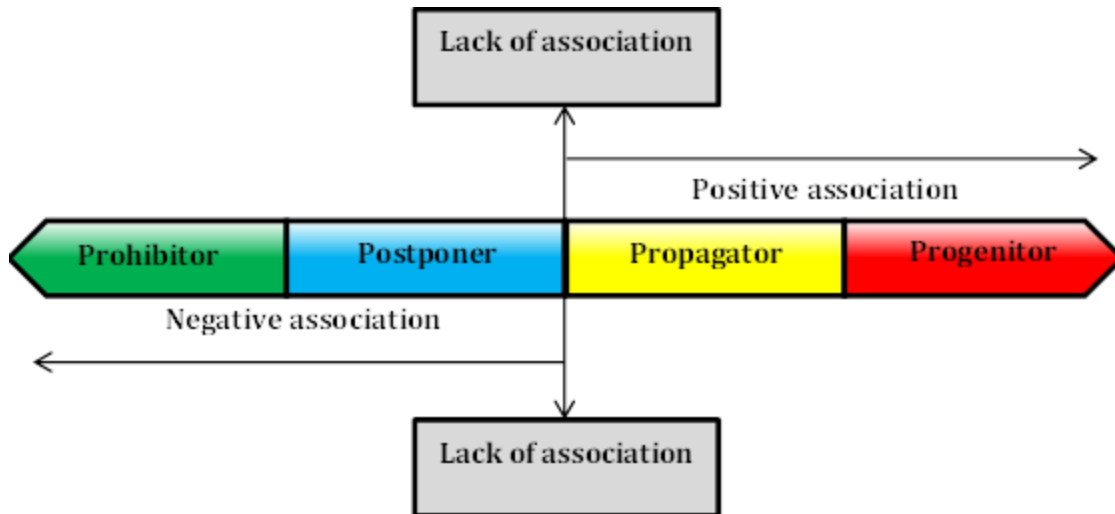 Lack of association
Positive association
Prohibitor
Postponer
Propagator
Progenitor
Negative association
Lack of association